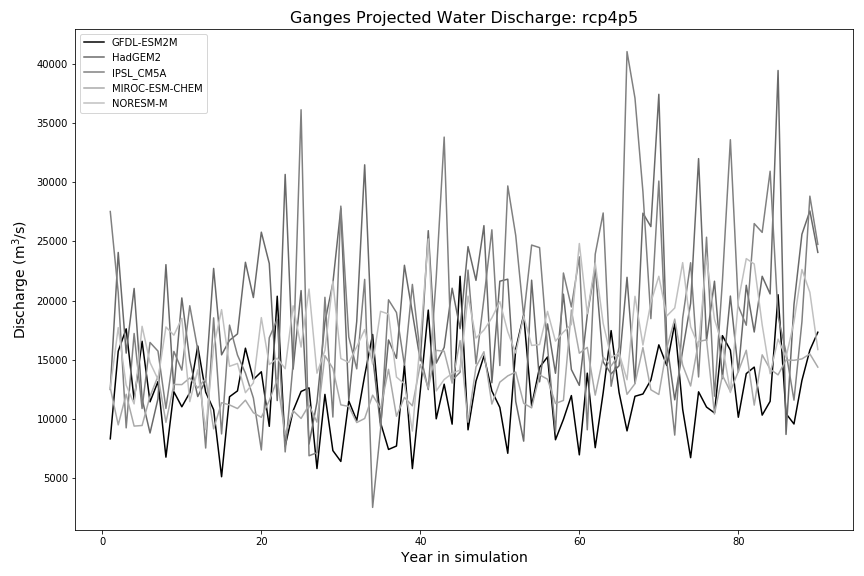 Ganges Projected Water Discharge: rcp4p5
GFDL-ESM2M
HadGEM2
IPSL_CM5A
MIROC-ESM-CHEM
NORESM-M
40000
35000
30000
25000
20000
15000
10000
5000
Discharge (m³/s)
0 20 40 60 80
Year in simulation